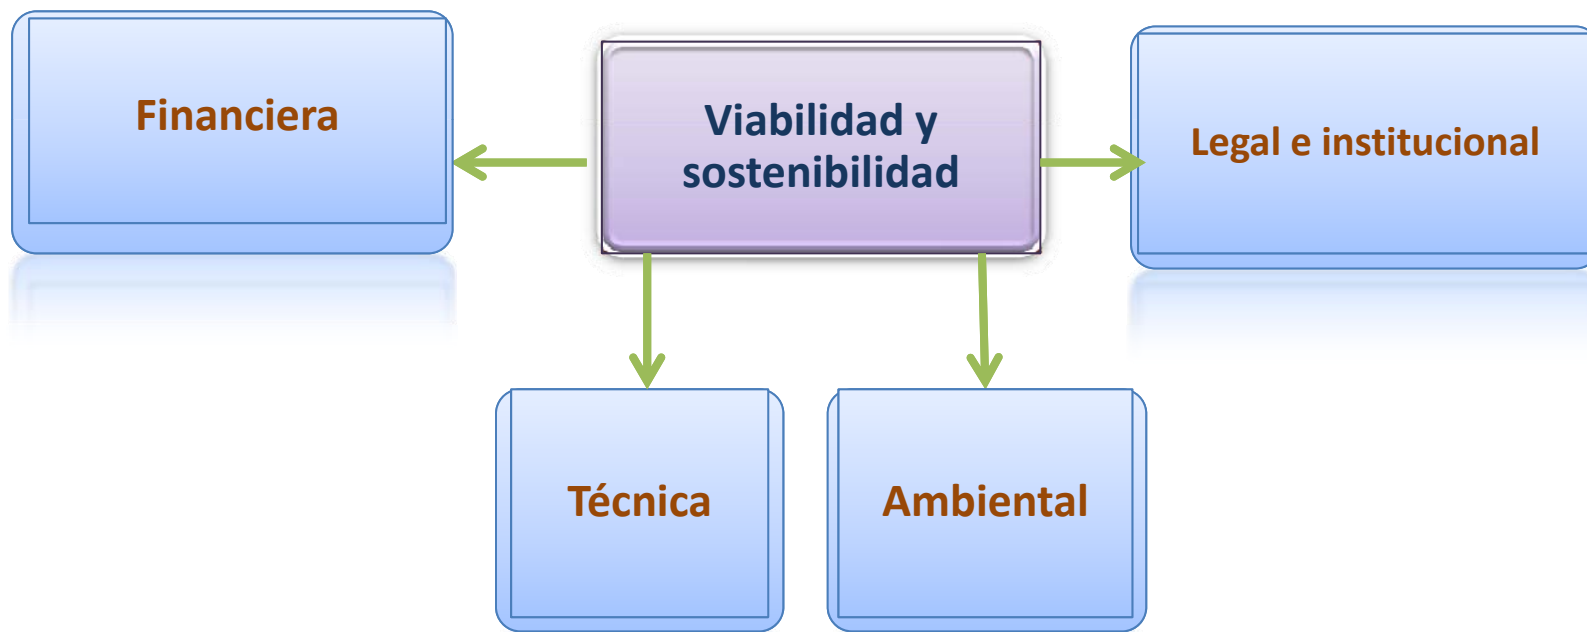 Financiera
Viabilidad y
sostenibilidad
Legal e institucional
Técnica
Ambiental